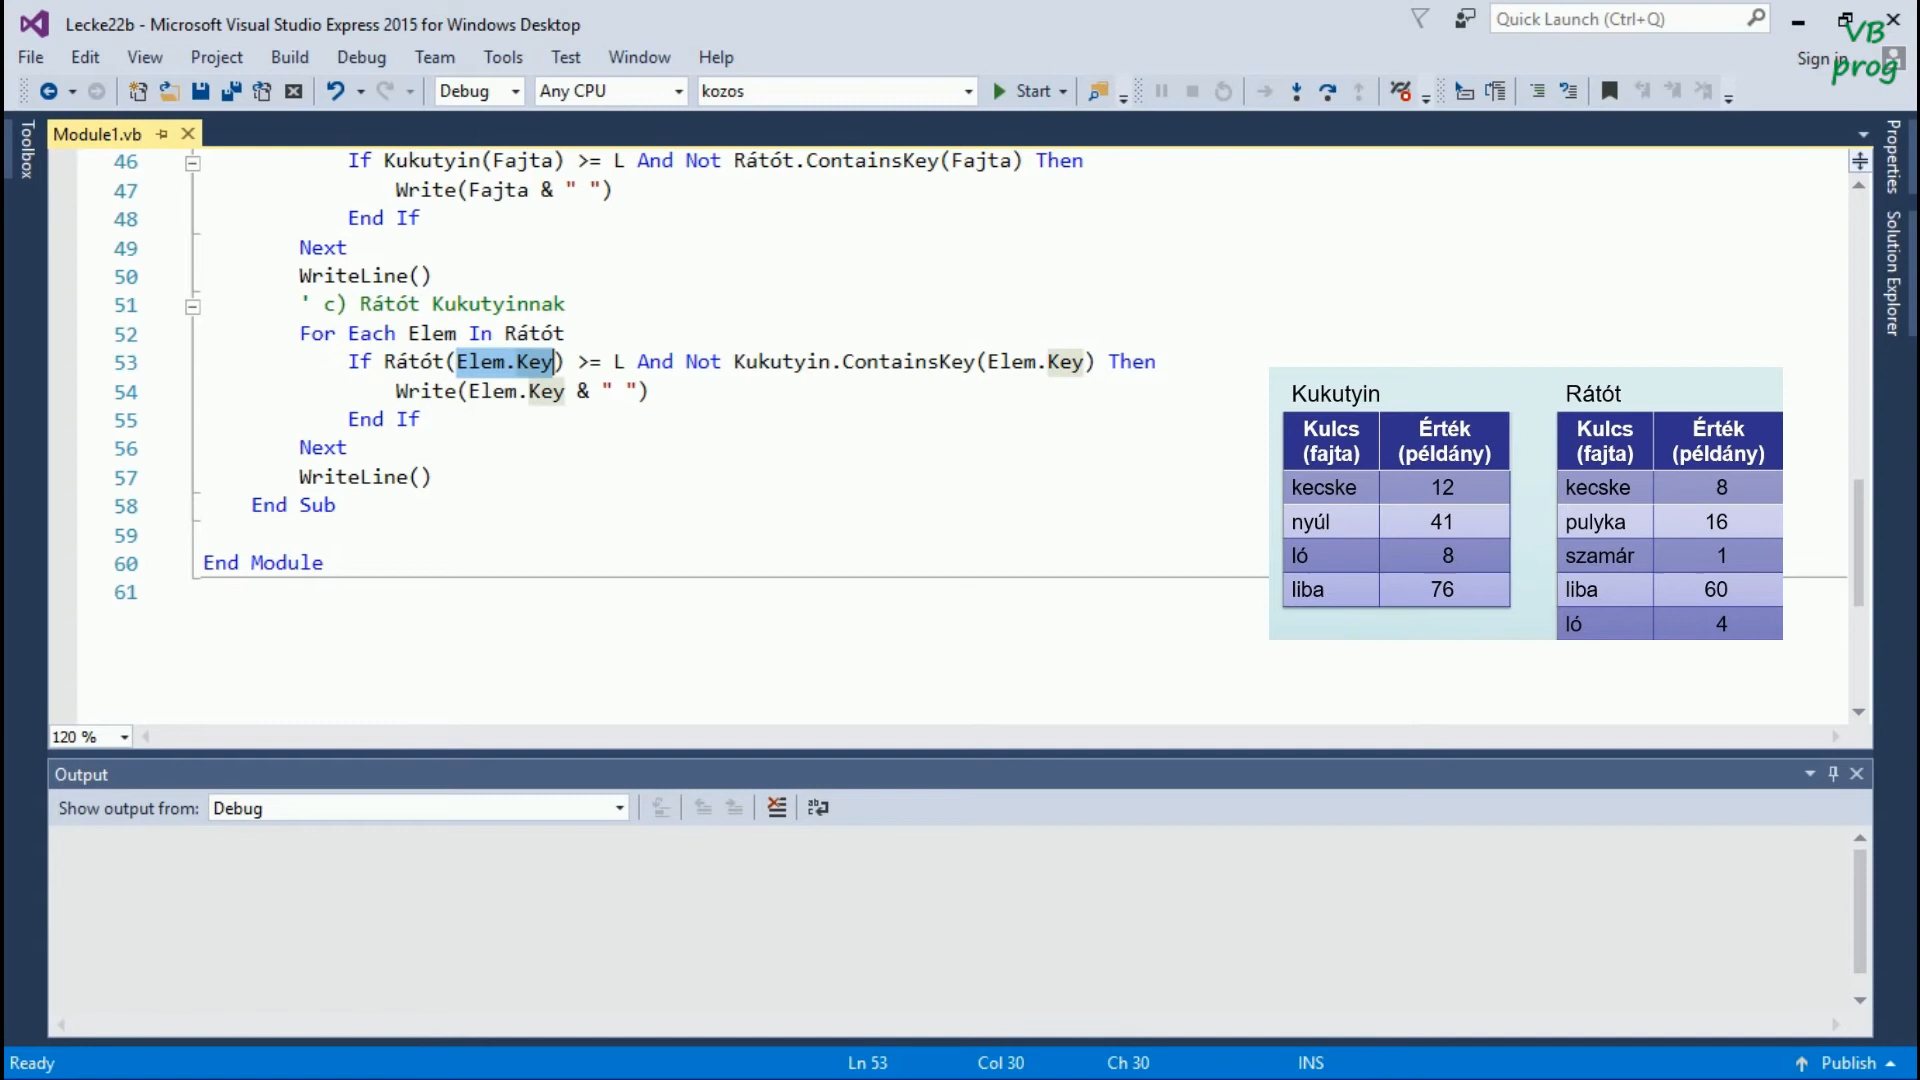 Lecke22b - Microsoft Visual Studio Express 2015 for Windows Desktop
Quick Launch (Ctrl+Q)
VB
prog
File Edit View Project Build Debug Team Tools Test Window Help
Sign in
Debug Any CPU kozos Start
Toolbox
Module1.vb
Properties
Solution Explorer
46 If Kukutyin(Fajta) >= L And Not Rátót.ContainsKey(Fajta) Then
47 Write(Fajta & " ")
48 End If
49 Next
50 WriteLine()
51 ' c) Rátót Kukutyinnak
52 For Each Elem In Rátót
53 If Rátót(Elem.Key) >= L And Not Kukutyin.ContainsKey(Elem.Key) Then
54 Write(Elem.Key & " ")
55 End If
56 Next
57 WriteLine()
58 End Sub
59
60 End Module
61
Kukutyin
Kulcs (fajta) Érték (példány)
kecske 12
nyúl 41
ló 8
liba 76
Rátót
Kulcs (fajta) Érték (példány)
kecske 8
pulyka 16
szamár 1
liba 60
ló 4
120 %
Output
Show output from: Debug
Ready Ln 53 Col 30 Ch 30 INS Publish